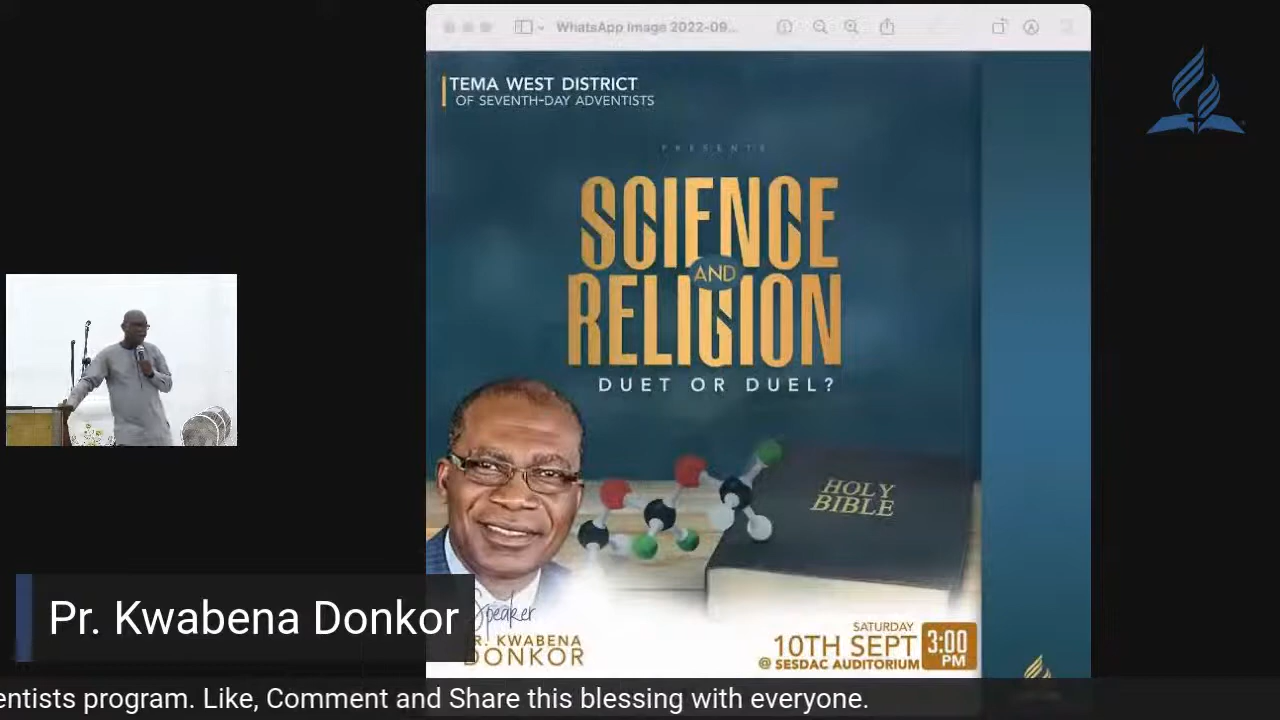 WhatsApp Image 2022-09...
TEMA WEST DISTRICT
OF SEVENTH-DAY ADVENTISTS
PRESENTS
SCIENCE
AND
RELIGION
DUET OR DUEL?
HOLY
BIBLE
Speaker
R. KWABENA
DONKOR
SATURDAY
10TH SEPT
3:00
PM
@ SESDAC AUDITORIUM
Pr. Kwabena Donkor
entists program. Like, Comment and Share this blessing with everyone.